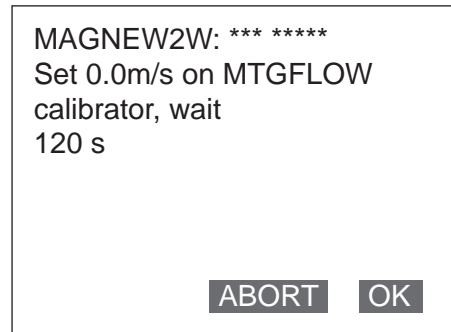 MAGNEW2W: *** *****
Set 0.0m/s on MTGFLOW
calibrator, wait
120 s
ABORT OK